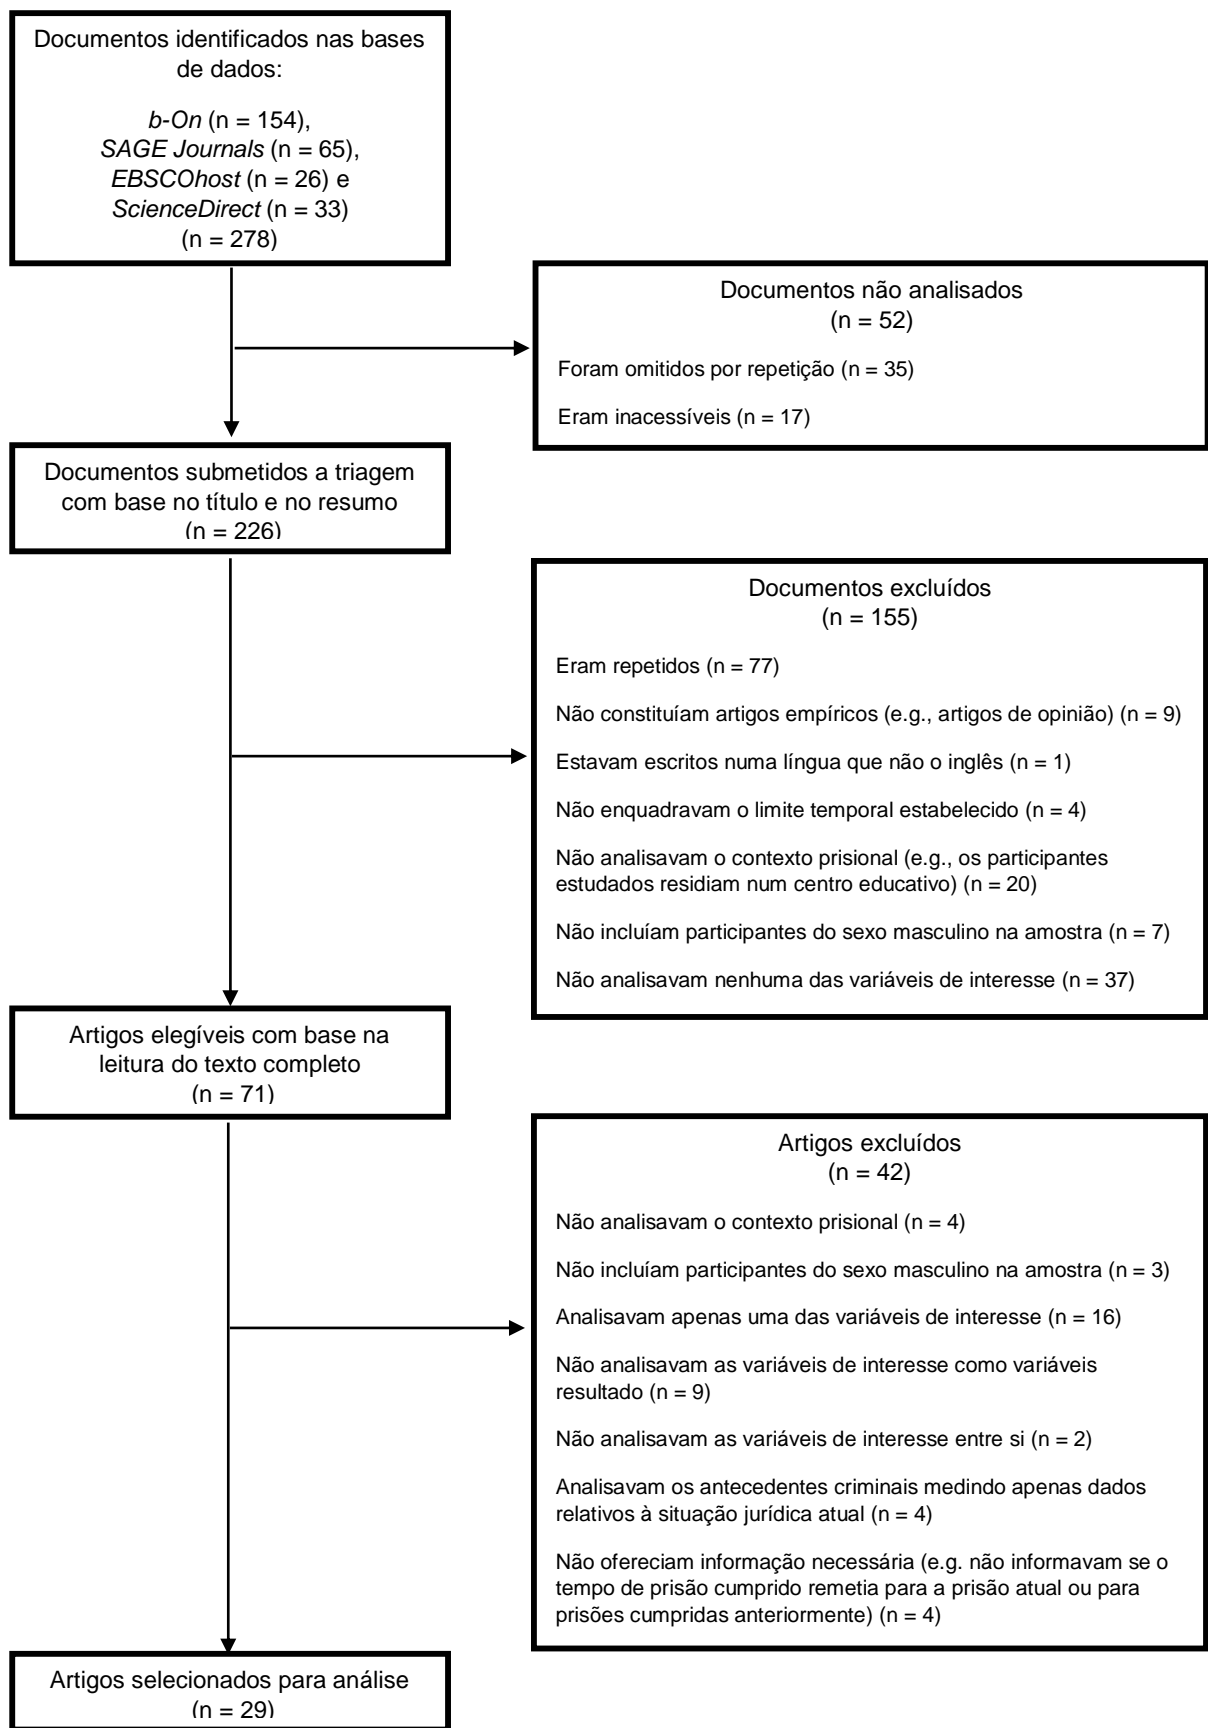 Documentos identificados nas bases
de dados:
b-On (n = 154),
SAGE Journals (n = 65),
EBSCOhost (n = 26) e
ScienceDirect (n = 33)
(n = 278)
Documentos não analisados
(n = 52)
Foram omitidos por repetição (n = 35)
Eram inacessíveis (n = 17)
Documentos submetidos a triagem
com base no título e no resumo
(n = 226)
Documentos excluídos
(n = 155)
Eram repetidos (n = 77)
Não constituíam artigos empíricos (e.g., artigos de opinião) (n = 9)
Estavam escritos numa língua que não o inglês (n = 1)
Não enquadravam o limite temporal estabelecido (n = 4)
Não analisavam o contexto prisional (e.g., os participantes
estudados residiam num centro educativo) (n = 20)
Não incluíam participantes do sexo masculino na amostra (n = 7)
Não analisavam nenhuma das variáveis de interesse (n = 37)
Artigos elegíveis com base na
leitura do texto completo
(n = 71)
Artigos excluídos
(n = 42)
Não analisavam o contexto prisional (n = 4)
Não incluíam participantes do sexo masculino na amostra (n = 3)
Analisavam apenas uma das variáveis de interesse (n = 16)
Não analisavam as variáveis de interesse como variáveis
resultado (n = 9)
Não analisavam as variáveis de interesse entre si (n = 2)
Analisavam os antecedentes criminais medindo apenas dados
relativos à situação jurídica atual (n = 4)
Não ofereciam informação necessária (e.g. não informavam se o
tempo de prisão cumprido remetia para a prisão atual ou para
prisões cumpridas anteriormente) (n = 4)
Artigos selecionados para análise
(n = 29)